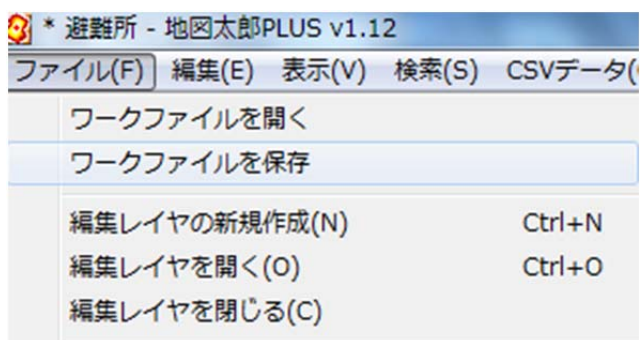 * 避難所 - 地図太郎PLUS v1.12
ファイル(F) 編集(E) 表示(V) 検索(S) CSVデータ(
ワークファイルを開く
ワークファイルを保存
編集レイヤの新規作成(N) Ctrl+N
編集レイヤを開く(O) Ctrl+O
編集レイヤを閉じる(C)